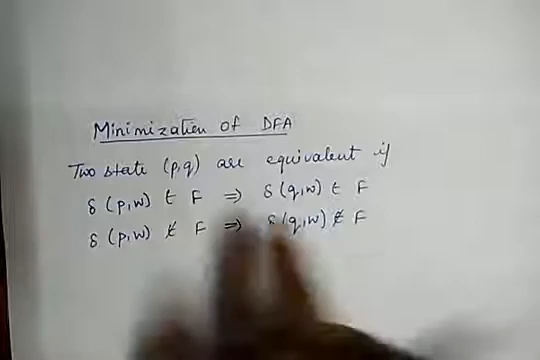 Minimization of DFA
Two state (p,q) are equivalent if
δ (p,w) ∈ F ⇒ δ(q,w) ∈ F
δ (p,w) ∉ F ⇒ δ(q,w) ∉ F